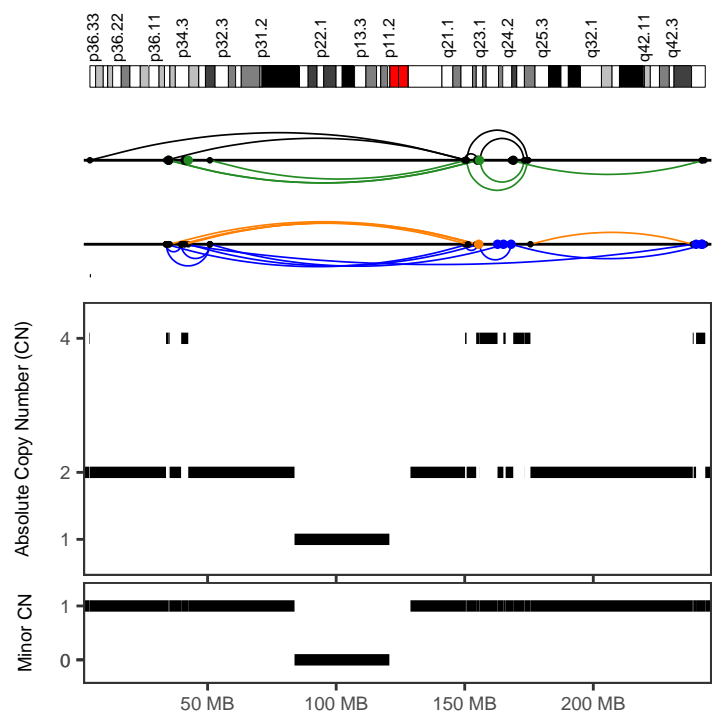 p36.33
p36.22
p36.11
p34.3
p32.3
p31.2
p22.1
p13.3
p11.2
q21.1
q23.1
q24.2
q25.3
q32.1
q42.11
q42.3
Absolute Copy Number (CN)
4
2
1
Minor CN
1
0
50 MB
100 MB
150 MB
200 MB